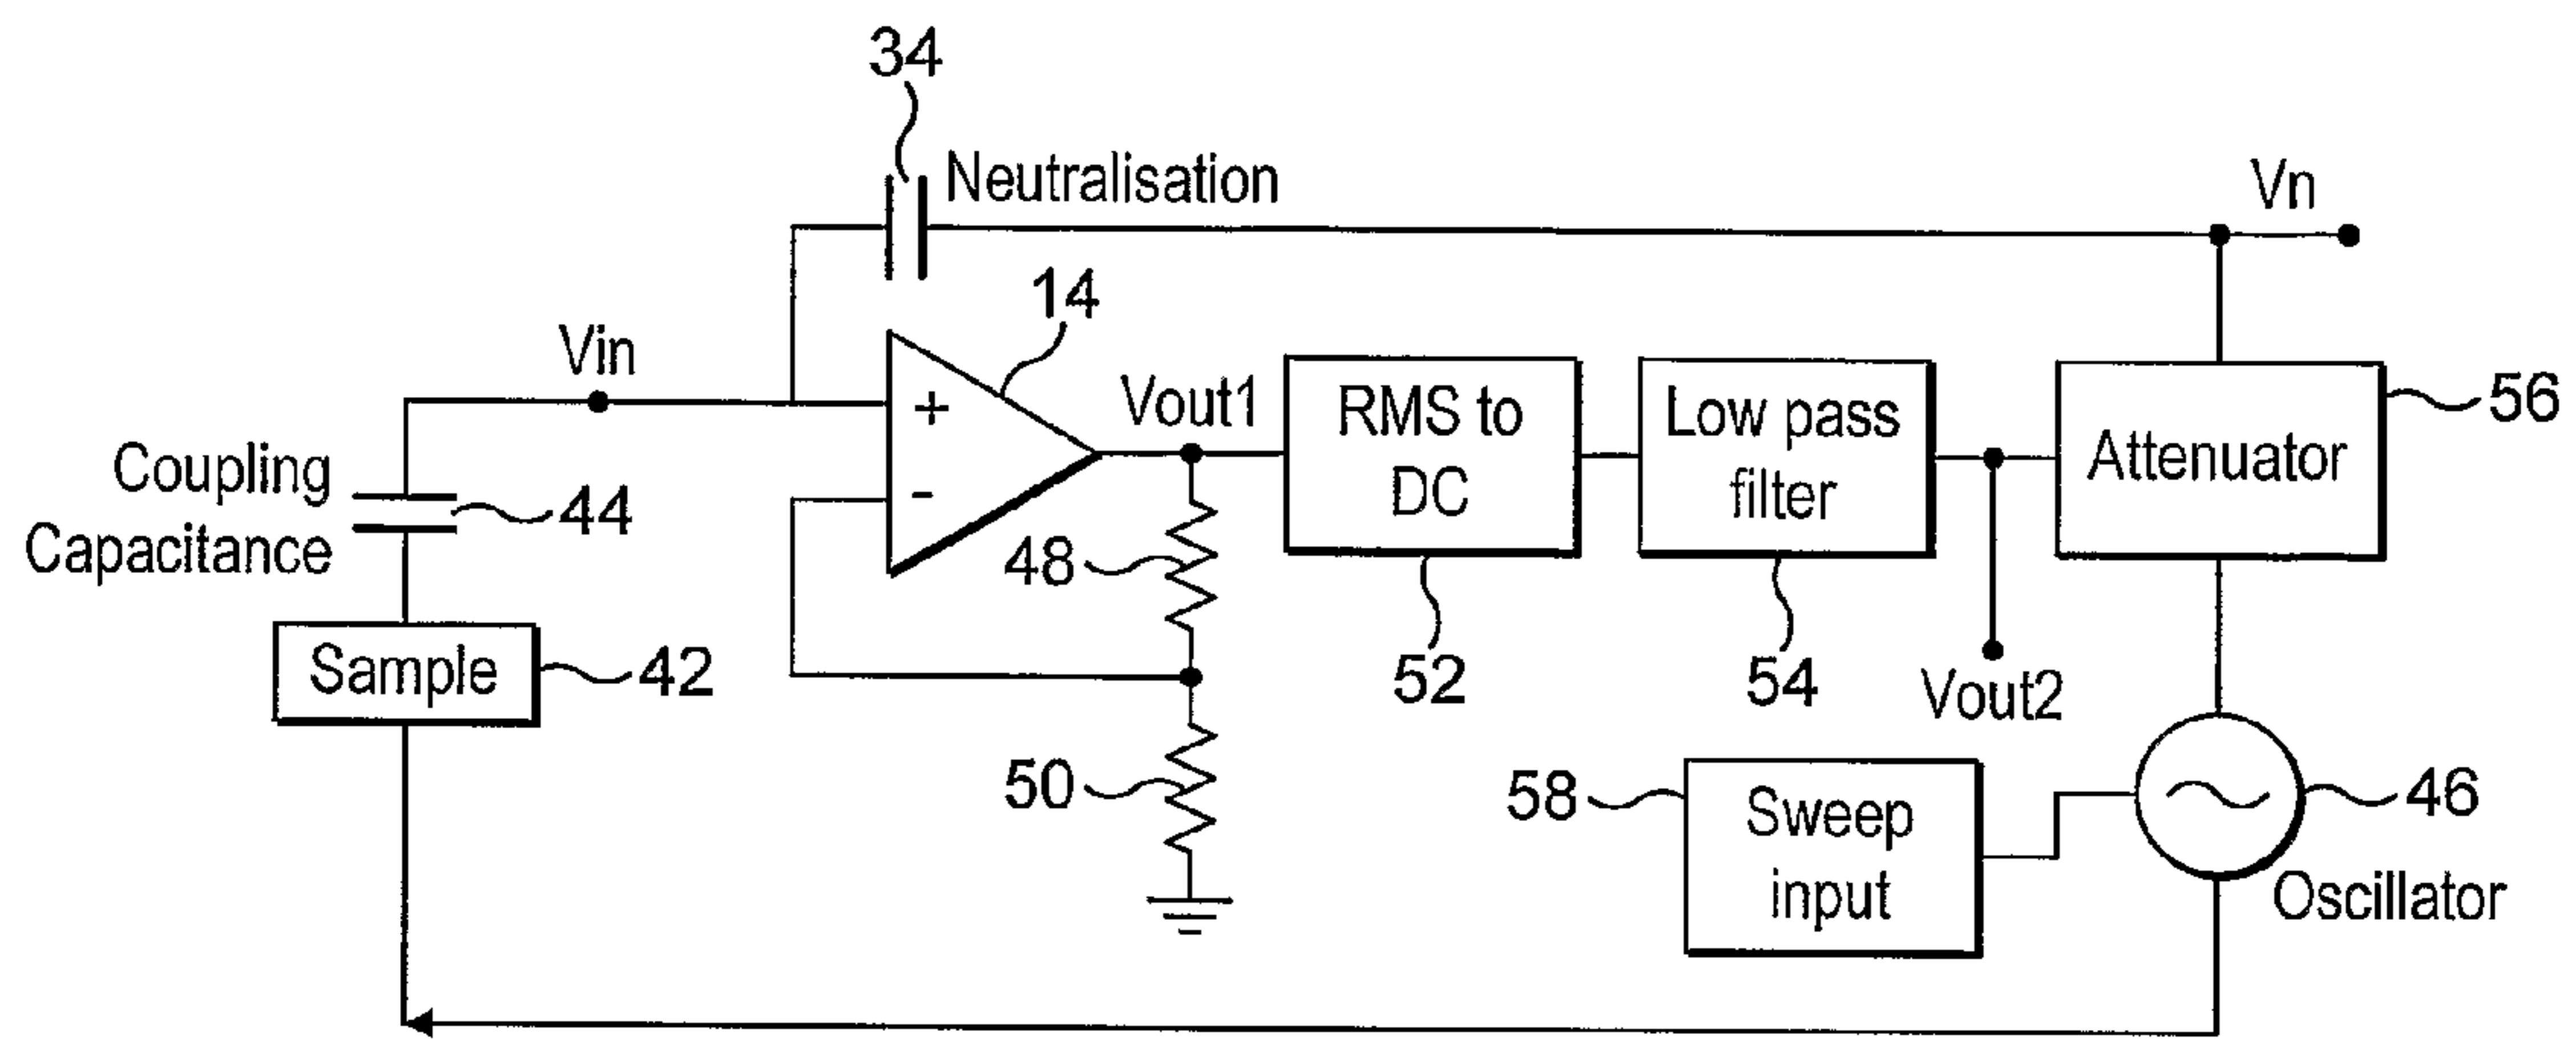 34
Neutralisation
Vn
14
Vin
Vout1
RMS to
DC
Low pass
filter
Attenuator
56
+
-
Coupling
Capacitance
44
48
52
54
Vout2
Sample
42
50
58
Sweep
input
46
Oscillator